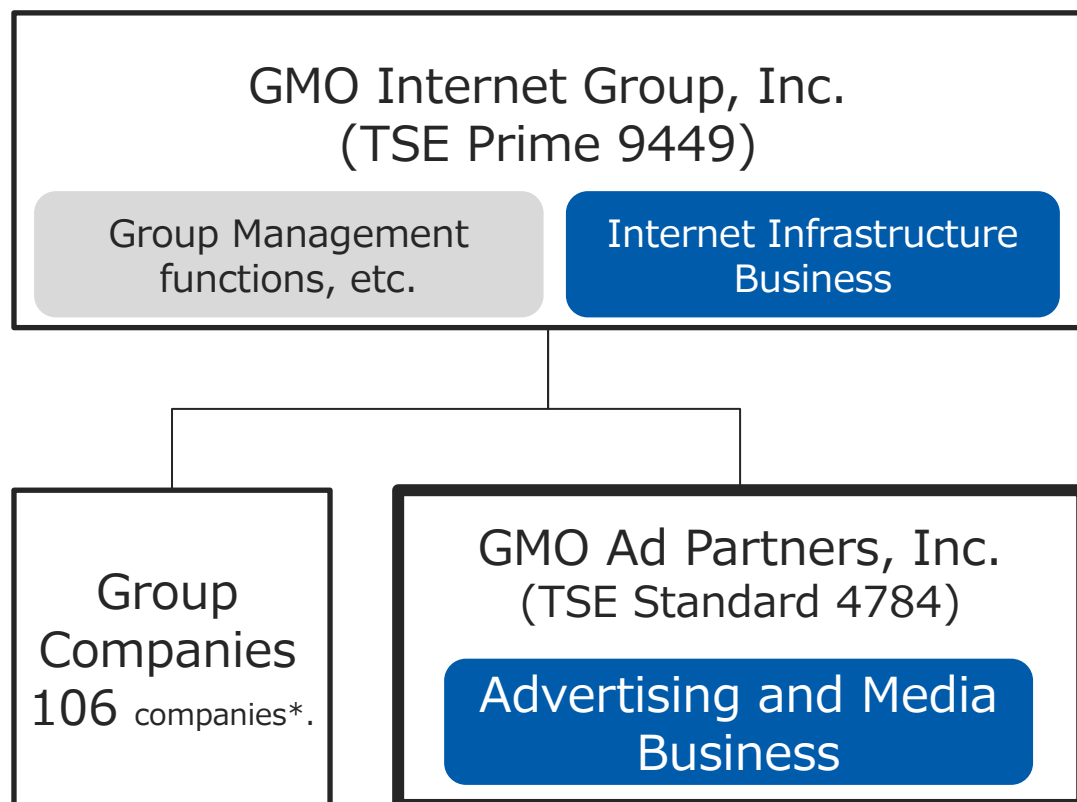 GMO Internet Group, Inc.
(TSE Prime 9449)
Group Management
functions, etc.
Internet Infrastructure
Business
Group
Companies
106 companies*.
GMO Ad Partners, Inc.
(TSE Standard 4784)
Advertising and Media
Business